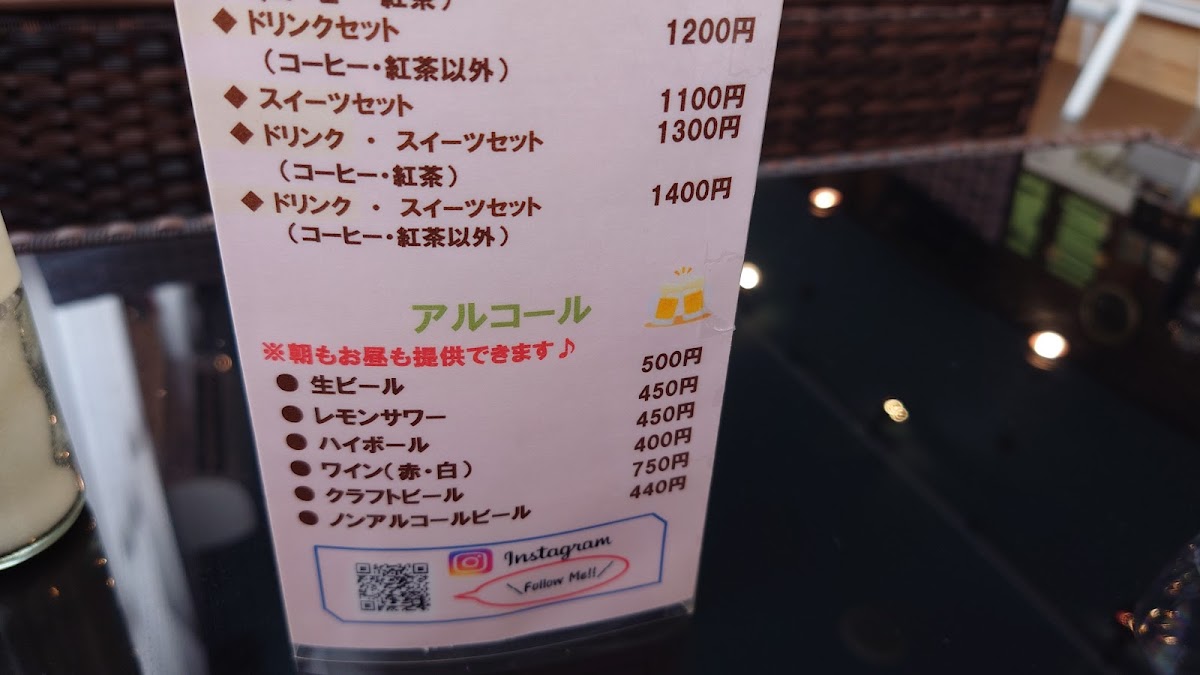 (コーヒー・紅茶)
◆ドリンクセット 1200円
(コーヒー・紅茶以外)
◆スイーツセット 1100円
◆ドリンク ・ スイーツセット 1300円
(コーヒー・紅茶)
◆ドリンク ・ スイーツセット 1400円
(コーヒー・紅茶以外)
アルコール
※朝もお昼も提供できます♪
●生ビール 500円
●レモンサワー 450円
●ハイボール 450円
●ワイン(赤・白) 400円
●クラフトビール 750円
●ノンアルコールビール 440円
Instagram
\Follow Me!!/